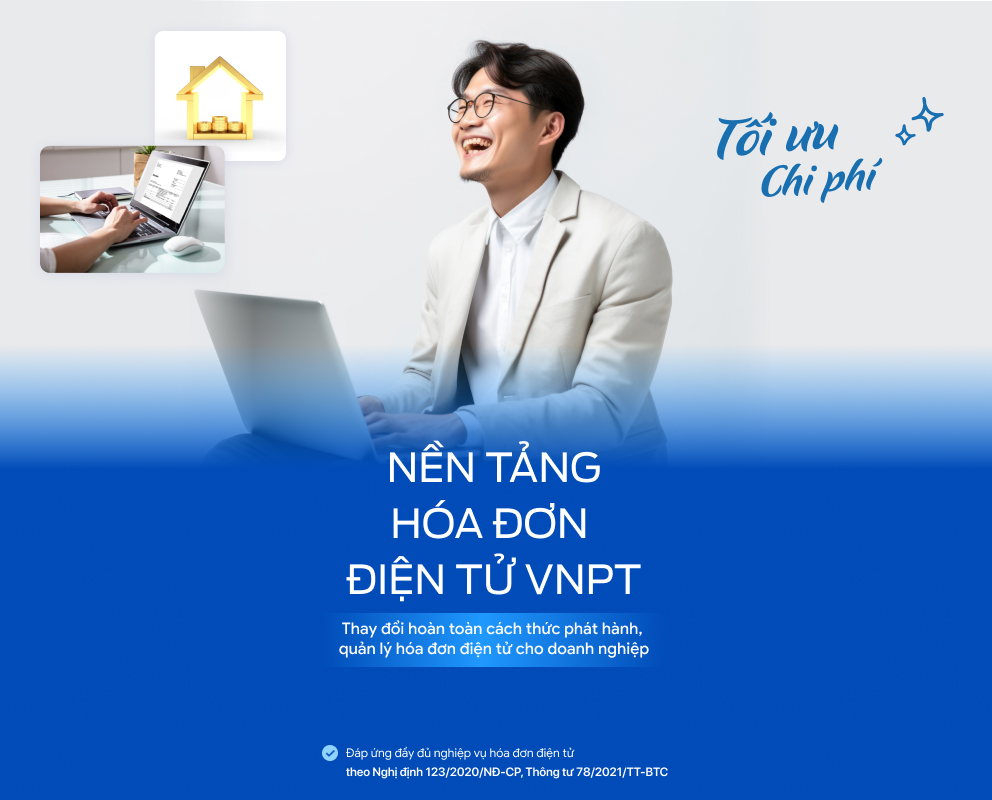 Tối ưu
Chi phí
NỀN TẢNG
HÓA ĐƠN
ĐIỆN TỬ VNPT
Thay đổi hoàn toàn cách thức phát hành,
quản lý hóa đơn điện tử cho doanh nghiệp
Đáp ứng đầy đủ nghiệp vụ hóa đơn điện tử
theo Nghị định 123/2020/NĐ-CP, Thông tư 78/2021/TT-BTC